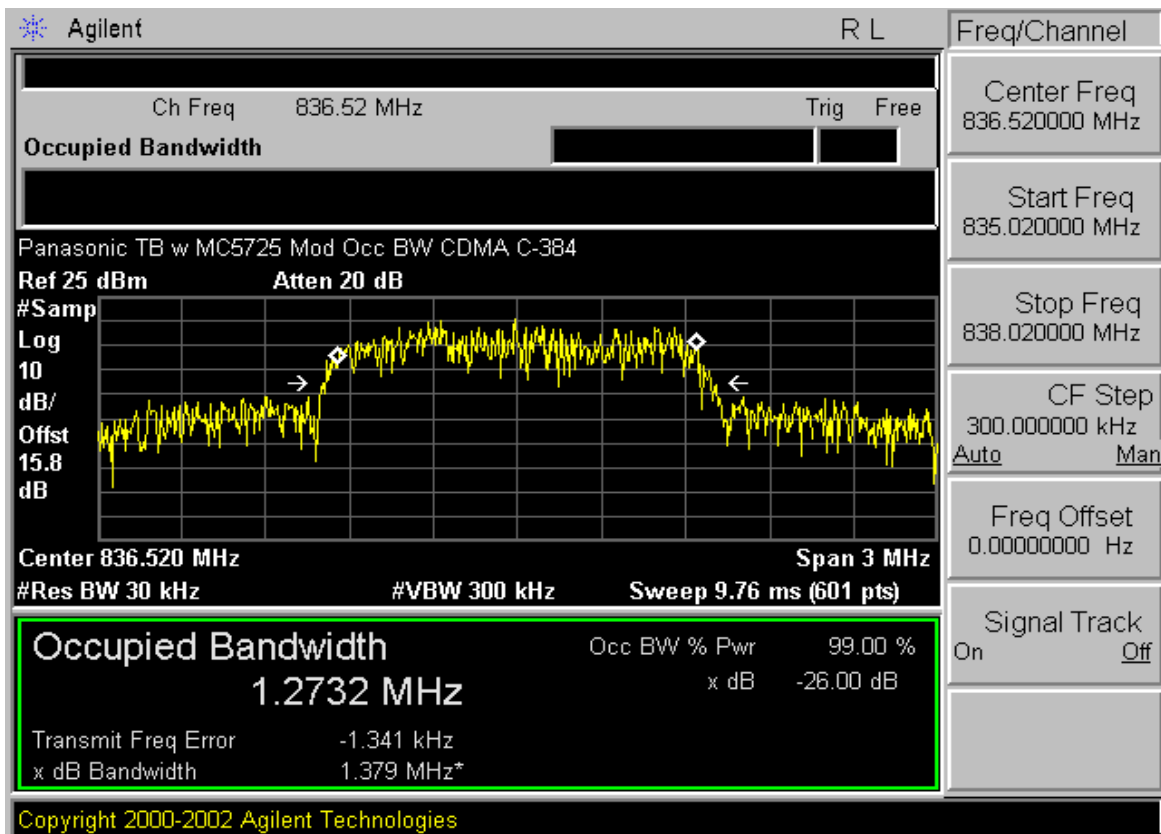 Agilent R L
Freq/Channel
Ch Freq 836.52 MHz Trig Free
Occupied Bandwidth
Center Freq
836.520000 MHz
Start Freq
835.020000 MHz
Stop Freq
838.020000 MHz
CF Step
300.000000 kHz
Auto Man
Freq Offset
0.00000000 Hz
Signal Track
On Off
Panasonic TB w MC5725 Mod Occ BW CDMA C-384
Ref 25 dBm Atten 20 dB
#Samp
Log
10
dB/
Offst
15.8
dB
Center 836.520 MHz Span 3 MHz
#Res BW 30 kHz #VBW 300 kHz Sweep 9.76 ms (601 pts)
Occupied Bandwidth Occ BW % Pwr 99.00 %
1.2732 MHz x dB -26.00 dB
Transmit Freq Error -1.341 kHz
x dB Bandwidth 1.379 MHz*
Copyright 2000-2002 Agilent Technologies